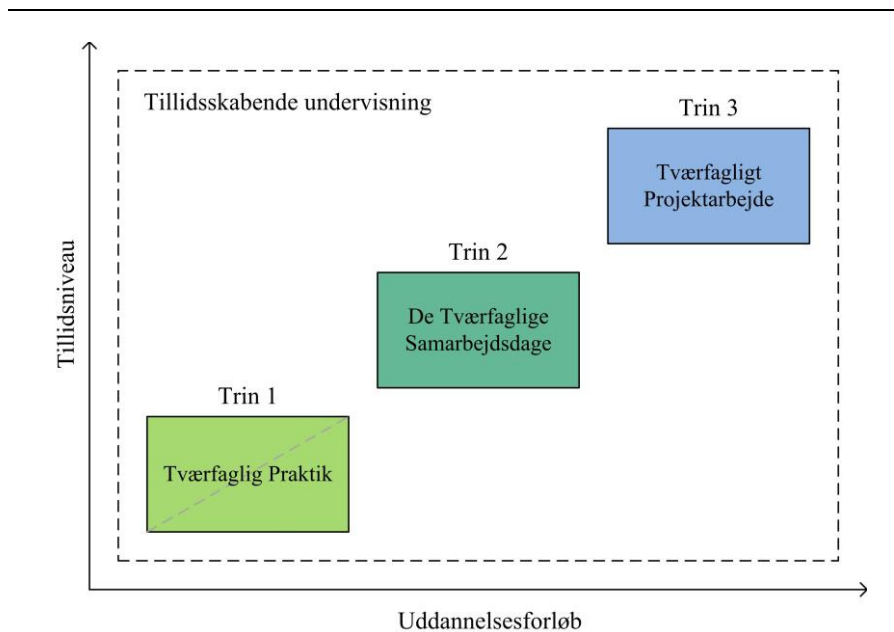 Tillidsskabende undervisning
Trin 3
Tværfagligt
Projektarbejde
Trin 2
De Tværfaglige
Samarbejdsdage
Trin 1
Tværfaglig Praktik
Tillidsniveau
Uddannelsesforløb